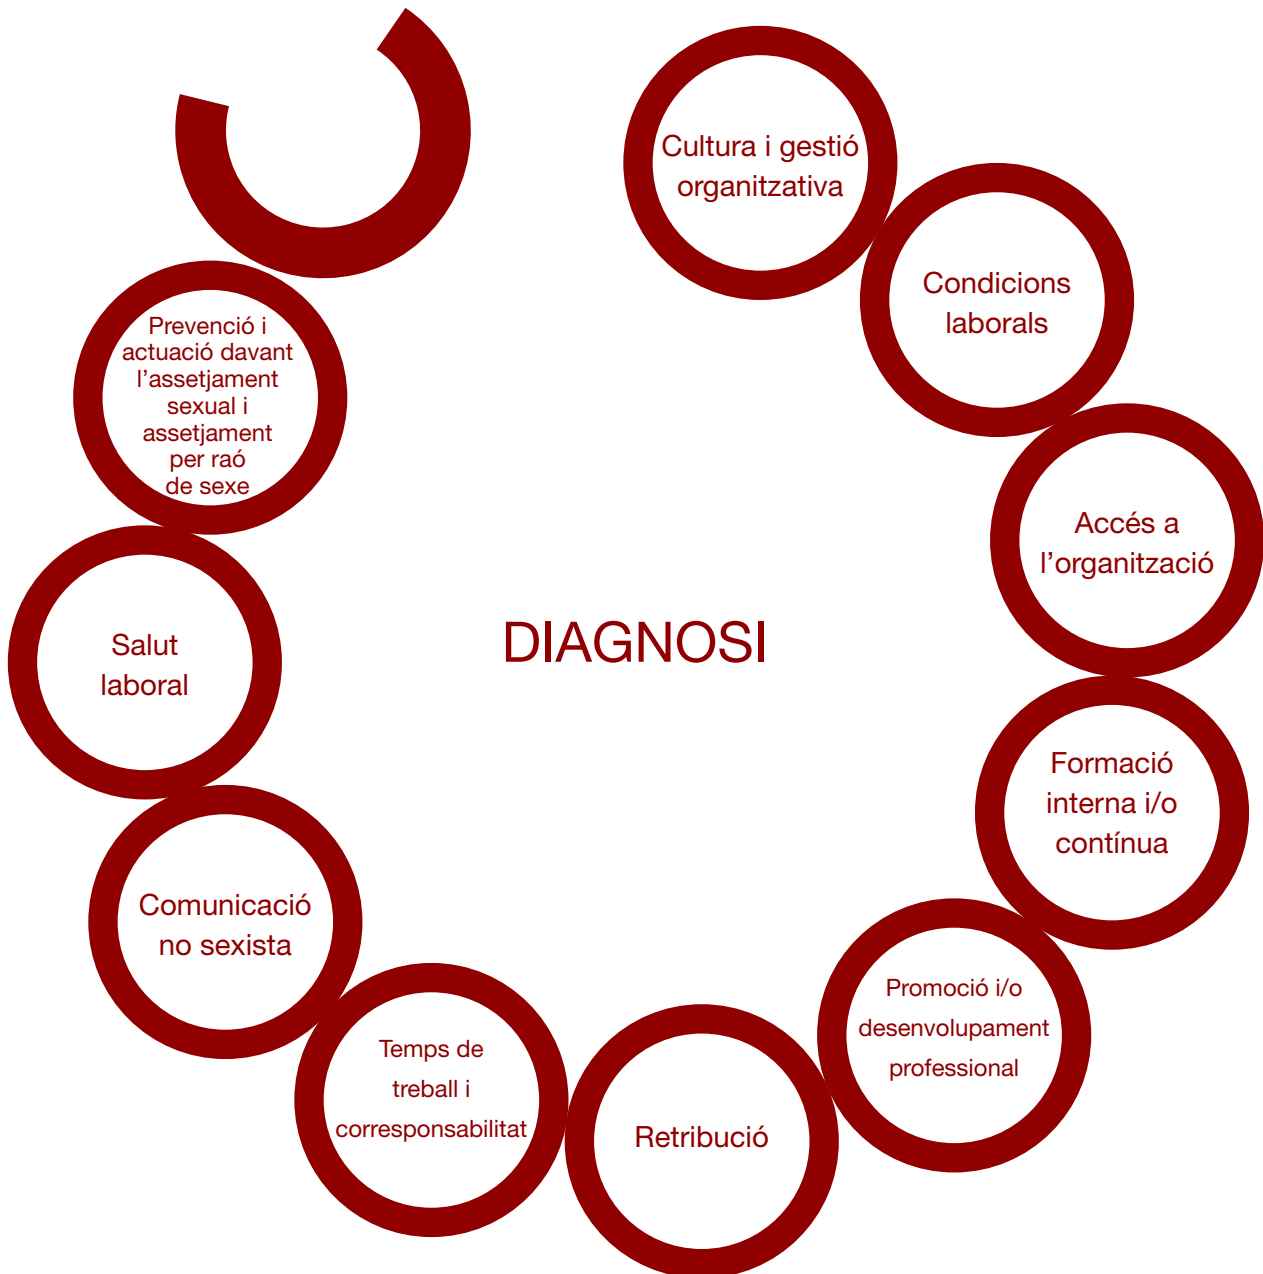 Cultura i gestió
organitzativa
Condicions
laborals
Accés a
l’organització
Formació
interna i/o
contínua
Promoció i/o
desenvolupament
professional
Retribució
Temps de
treball i
corresponsabilitat
Comunicació
no sexista
Salut
laboral
Prevenció i
actuació davant
l’assetjament
sexual i
assetjament
per raó
de sexe
DIAGNOSI